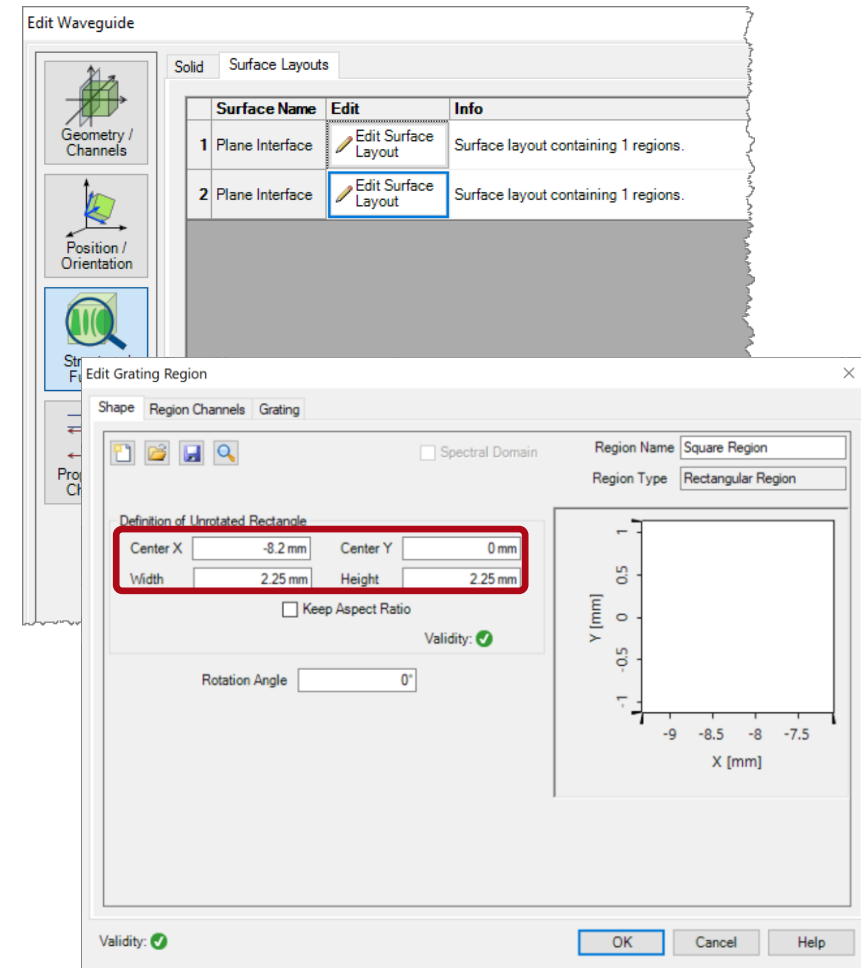 Edit Waveguide
Geometry /
Channels
Position /
Orientation
Solid Surface Layouts
Surface Name Edit Info
1 Plane Interface Edit Surface Layout Surface layout containing 1 regions.
2 Plane Interface Edit Surface Layout Surface layout containing 1 regions.
Edit Grating Region
Shape Region Channels Grating
Spectral Domain
Region Name Square Region
Region Type Rectangular Region
Definition of Unrotated Rectangle
Center X -8.2 mm Center Y 0 mm
Width 2.25 mm Height 2.25 mm
Keep Aspect Ratio
Validity:
Rotation Angle 0°
Y [mm]
1
0.5
0
-0.5
-1
-9 -8.5 -8 -7.5
X [mm]
Validity:
OK Cancel Help